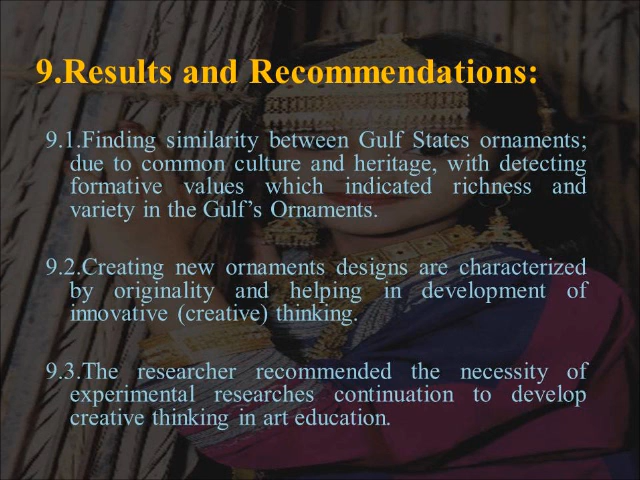 9.Results and Recommendations:
9.1.Finding similarity between Gulf States ornaments;
due to common culture and heritage, with detecting
formative values which indicated richness and
variety in the Gulf’s Ornaments.
9.2.Creating new ornaments designs are characterized
by originality and helping in development of
innovative (creative) thinking.
9.3.The researcher recommended the necessity of
experimental researches continuation to develop
creative thinking in art education.